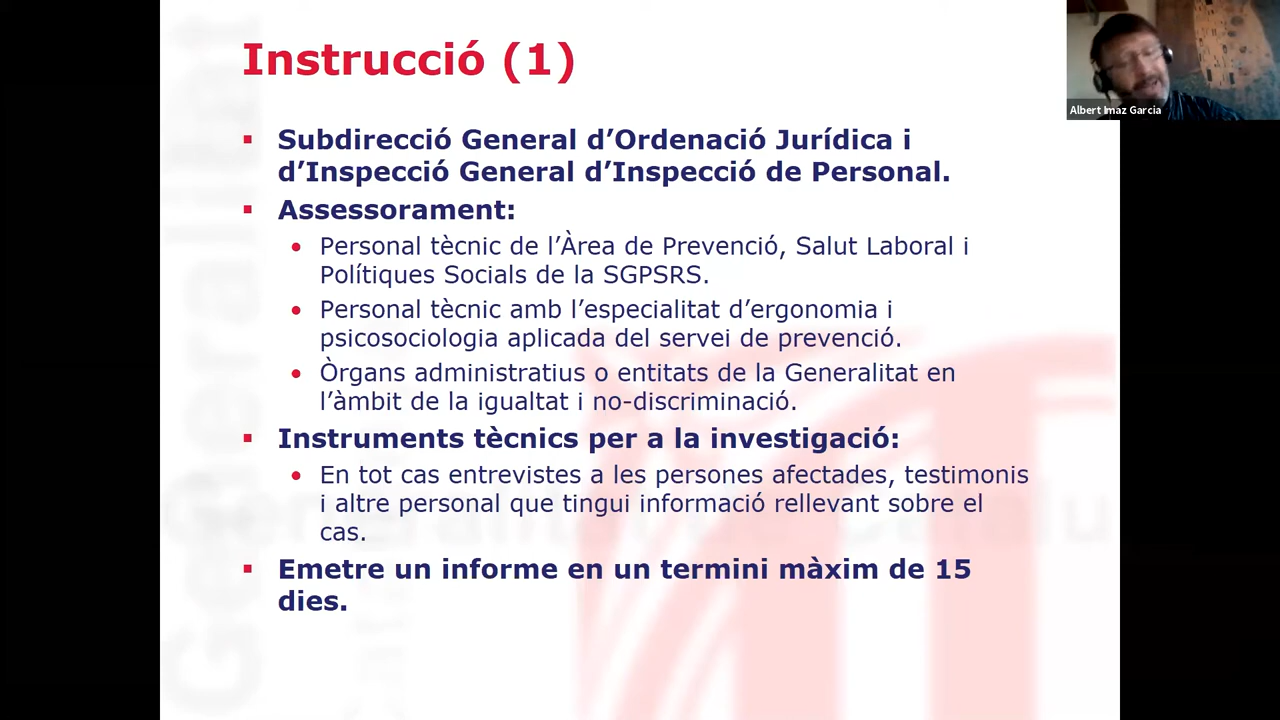 Instrucció (1)
Subdirecció General d’Ordenació Jurídica i
d’Inspecció General d’Inspecció de Personal.
Assessorament:
Personal tècnic de l’Àrea de Prevenció, Salut Laboral i
Polítiques Socials de la SGPSRS.
Personal tècnic amb l’especialitat d’ergonomia i
psicosociologia aplicada del servei de prevenció.
Òrgans administratius o entitats de la Generalitat en
l’àmbit de la igualtat i no-discriminació.
Instruments tècnics per a la investigació:
En tot cas entrevistes a les persones afectades, testimonis
i altre personal que tingui informació rellevant sobre el
cas.
Emetre un informe en un termini màxim de 15
dies.
Albert Imaz Garcia